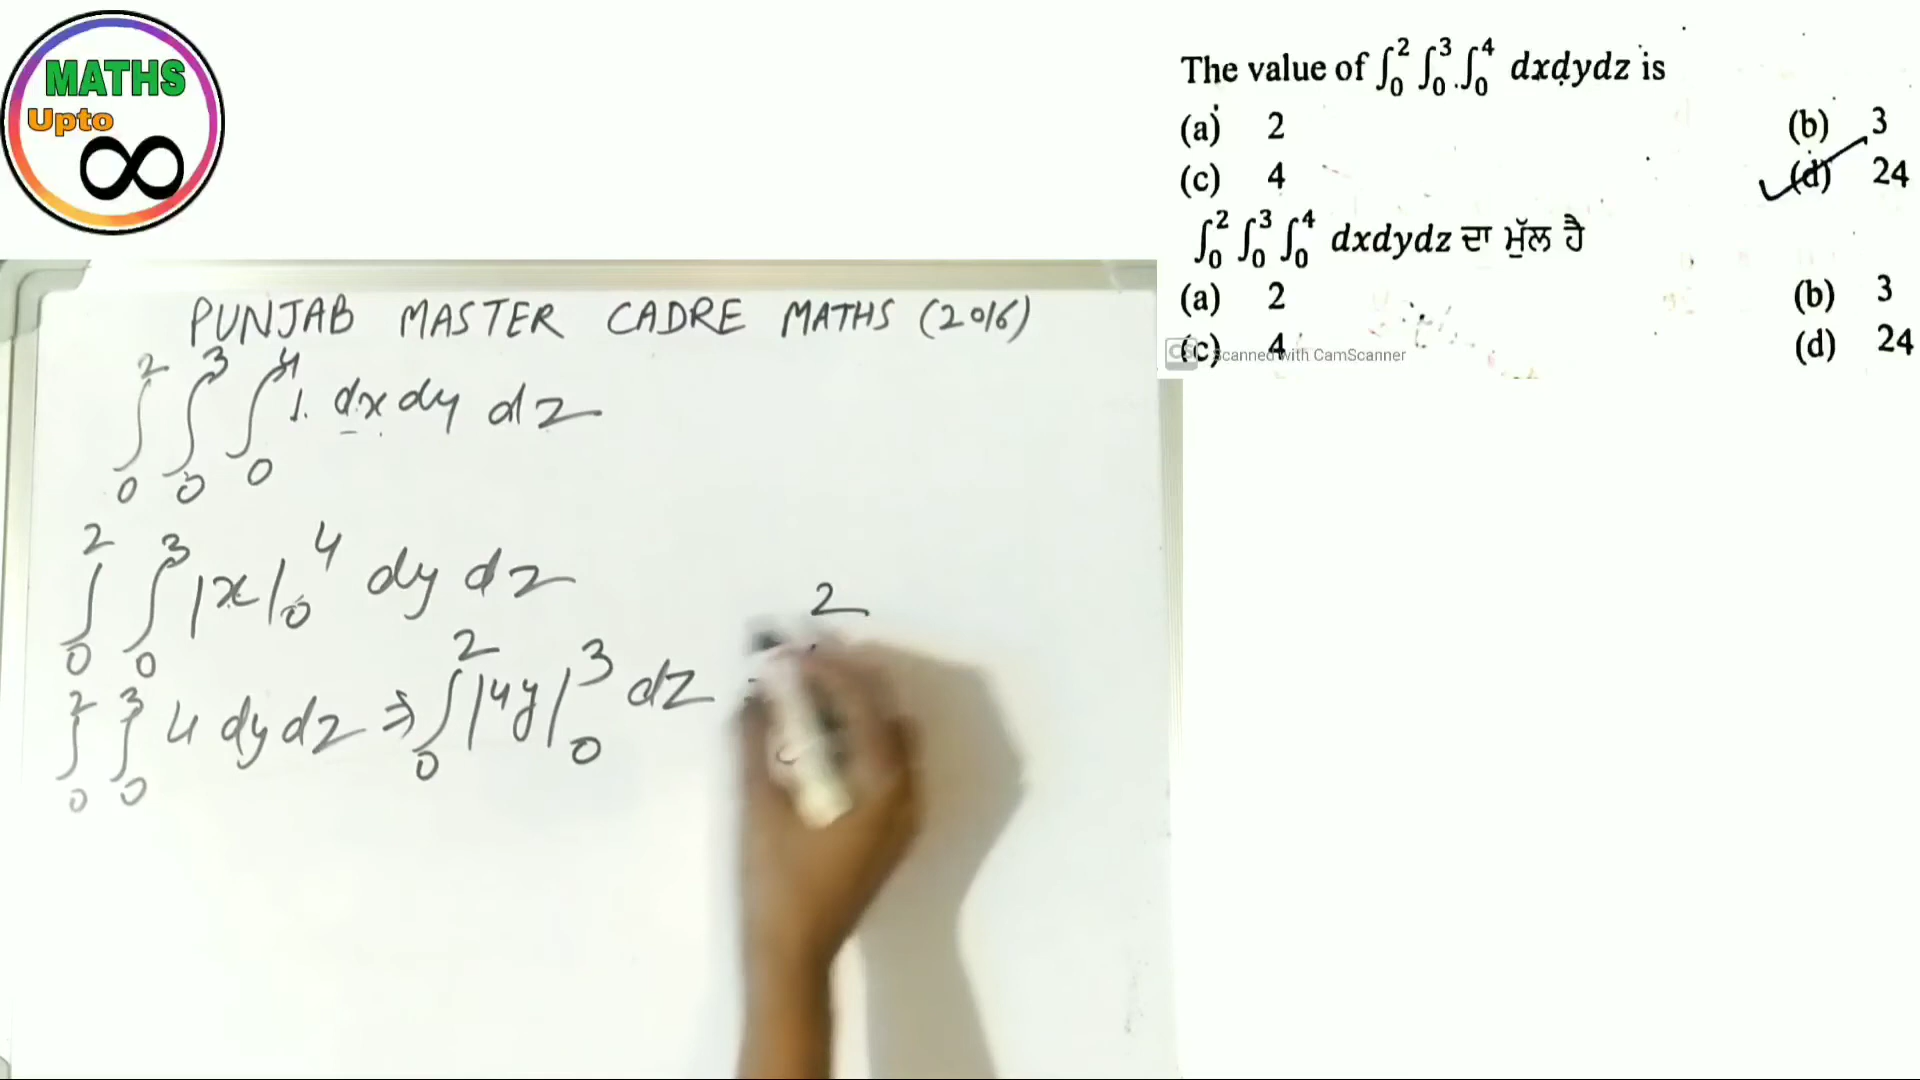 MATHS
Upto
∞
The value of ∫₀² ∫₀³ ∫₀⁴ dxdydz is
(a) 2 (b) 3
(c) 4 (d) 24
∫₀² ∫₀³ ∫₀⁴ dxdydz ਦਾ ਮੁੱਲ ਹੈ
(a) 2 (b) 3
(c) 4 (d) 24
CS Scanned with CamScanner
PUNJAB MASTER CADRE MATHS (2016)
∫₀² ∫₀³ ∫₀⁴ 1. dx dy dz
∫₀² ∫₀³ |x|₀⁴ dy dz
∫₀² ∫₀³ 4 dy dz ⇒ ∫₀² |4y|₀³ dz
2